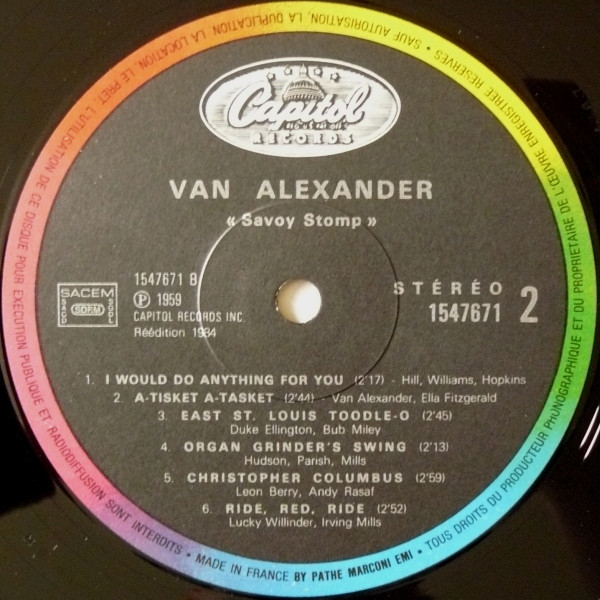 Capitol
RECORDS
VAN ALEXANDER
« Savoy Stomp »
SACEM
SACD
SDRM
SGDL
1547671 B
Ⓟ 1959
CAPITOL RECORDS INC.
Réédition 1984
STÉRÉO
1547671 2
1. I WOULD DO ANYTHING FOR YOU (2'17) - Hill, Williams, Hopkins
2. A-TISKET A-TASKET (2'44) - Van Alexander, Ella Fitzgerald
3. EAST ST. LOUIS TOODLE-O (2'45)
Duke Ellington, Bub Miley
4. ORGAN GRINDER'S SWING (2'13)
Hudson, Parish, Mills
5. CHRISTOPHER COLUMBUS (2'59)
Leon Berry, Andy Rasaf
6. RIDE, RED, RIDE (2'52)
Lucky Willinder, Irving Mills
• MADE IN FRANCE BY PATHE MARCONI EMI • TOUS DROITS DU PRODUCTEUR PHONOGRAPHIQUE ET DU PROPRIETAIRE DE L'ŒUVRE ENREGISTREE RESERVES • SAUF AUTORISATION, LA DUPLICATION, LA LOCATION, LE PRET, L'UTILISATION DE CE DISQUE POUR EXECUTION PUBLIQUE ET RADIODIFFUSION SONT INTERDITS